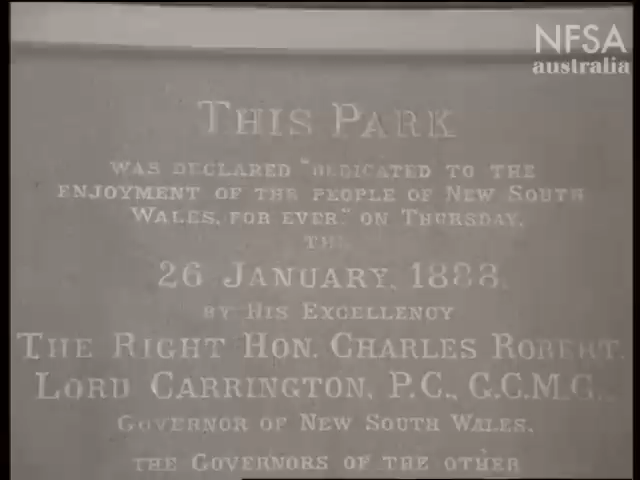 NFSA
australia
THIS PARK
WAS DECLARED "DEDICATED TO THE
ENJOYMENT OF THE PEOPLE OF NEW SOUTH
WALES, FOR EVER" ON THURSDAY,
THE
26 JANUARY, 1888,
BY HIS EXCELLENCY
THE RIGHT HON. CHARLES ROBERT,
LORD CARRINGTON, P.C., G.C.M.G.,
GOVERNOR OF NEW SOUTH WALES,
THE GOVERNORS OF THE OTHER